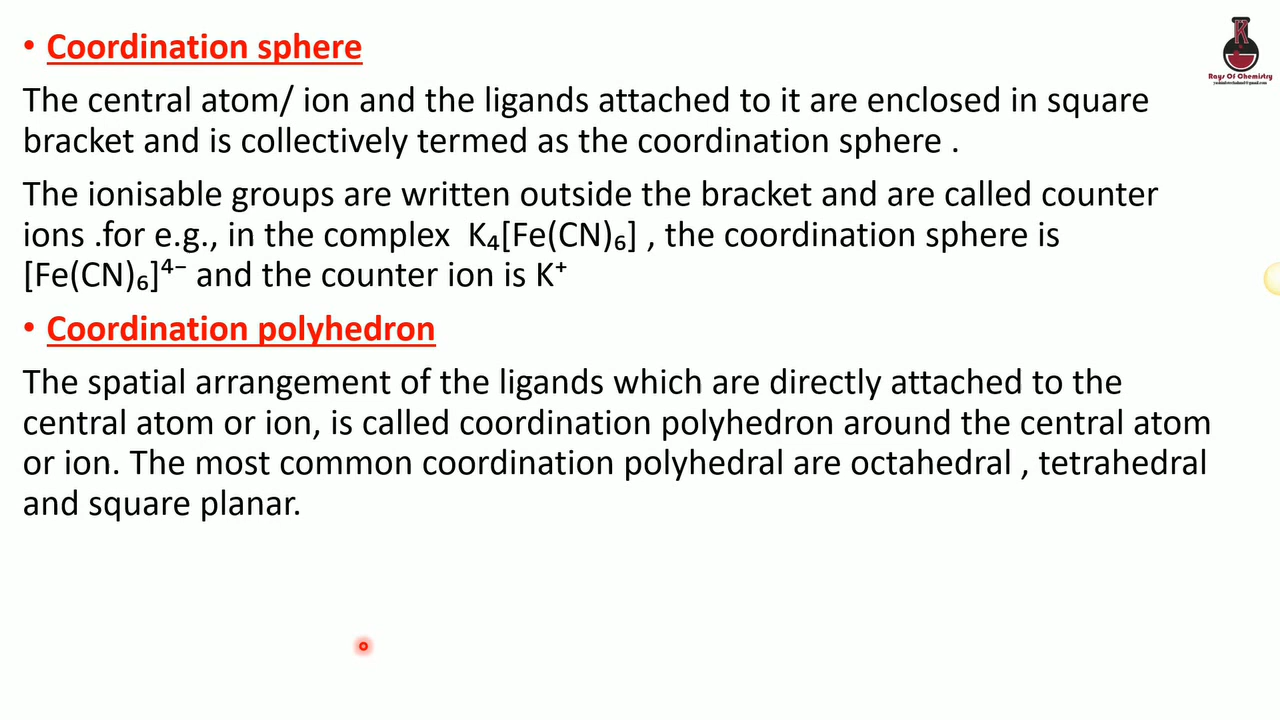 • Coordination sphere
K
Rays Of Chemistry
The central atom/ ion and the ligands attached to it are enclosed in square
bracket and is collectively termed as the coordination sphere .
The ionisable groups are written outside the bracket and are called counter
ions .for e.g., in the complex K₄[Fe(CN)₆] , the coordination sphere is
[Fe(CN)₆]⁴⁻ and the counter ion is K⁺
• Coordination polyhedron
The spatial arrangement of the ligands which are directly attached to the
central atom or ion, is called coordination polyhedron around the central atom
or ion. The most common coordination polyhedral are octahedral , tetrahedral
and square planar.